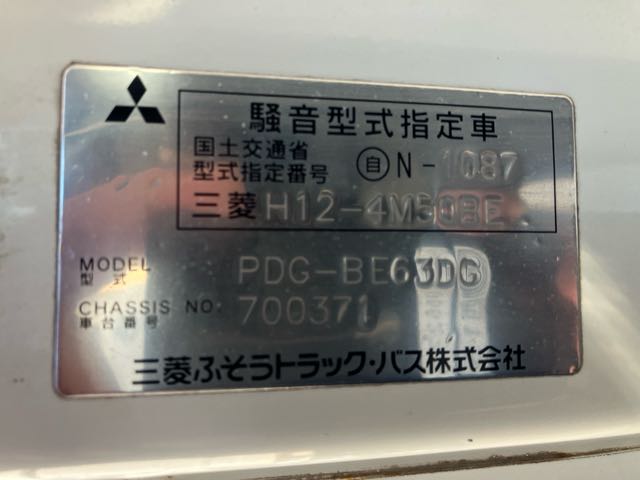 騒音型式指定車
国土交通省
型式指定番号 自 N-1087
三菱 H12-4M50BE
MODEL PDG-BE63DG
型式
CHASSIS NO. 700371
車台番号
三菱ふそうトラック・バス株式会社